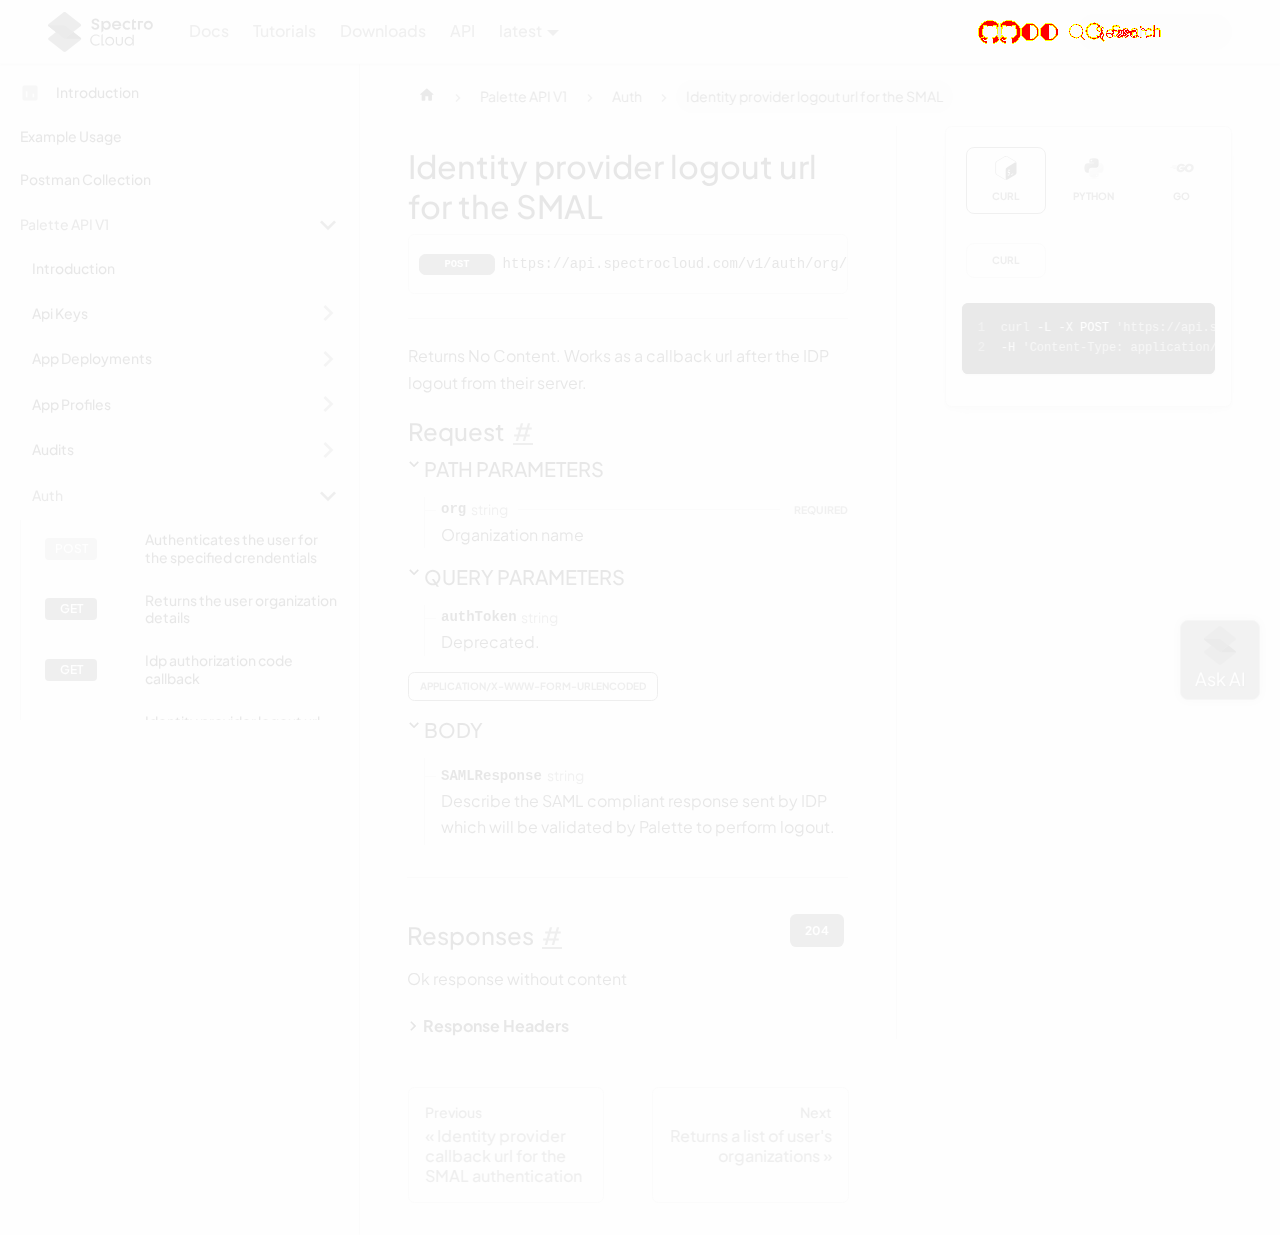 Spectro
Cloud
Docs
Tutorials
Downloads
API
latest
Introduction
Example Usage
Postman Collection
Palette API V1
Introduction
Api Keys
App Deployments
App Profiles
Audits
Auth
POST
Authenticates the user for
the specified crendentials
GET
Returns the user organization
details
GET
Idp authorization code
callback
Palette API V1
Auth
Identity provider logout url for the SMAL
Identity provider logout url
for the SMAL
POST
https://api.spectrocloud.com/v1/auth/org/
Returns No Content. Works as a callback url after the IDP
logout from their server.
Request #
PATH PARAMETERS
org string
REQUIRED
Organization name
QUERY PARAMETERS
authToken string
Deprecated.
APPLICATION/X-WWW-FORM-URLENCODED
BODY
SAMLResponse string
Describe the SAML compliant response sent by IDP
which will be validated by Palette to perform logout.
Responses #
204
Ok response without content
Response Headers
Previous
« Identity provider
callback url for the
SMAL authentication
Next
Returns a list of user's
organizations »
CURL
PYTHON
GO
GO
CURL
1 curl -L -X POST 'https://api.s
2 -H 'Content-Type: application/
Ask AI